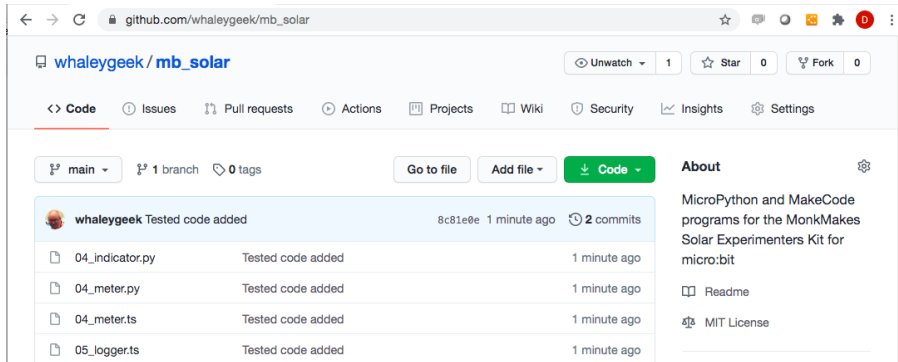 github.com/whaleygeek/mb_solar
D
whaleygeek / mb_solar
Unwatch 1 Star 0 Fork 0
<> Code Issues Pull requests Actions Projects Wiki Security Insights Settings
main 1 branch 0 tags Go to file Add file Code
whaleygeek Tested code added 8c81e0e 1 minute ago 2 commits
04_indicator.py Tested code added 1 minute ago
04_meter.py Tested code added 1 minute ago
04_meter.ts Tested code added 1 minute ago
05_logger.ts Tested code added 1 minute ago
About
MicroPython and MakeCode
programs for the MonkMakes
Solar Experimenters Kit for
micro:bit
Readme
MIT License